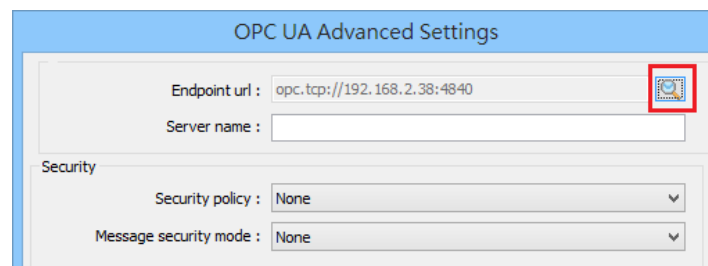 OPC UA Advanced Settings
Endpoint url : opc.tcp://192.168.2.38:4840
Server name :
Security
Security policy : None
Message security mode : None